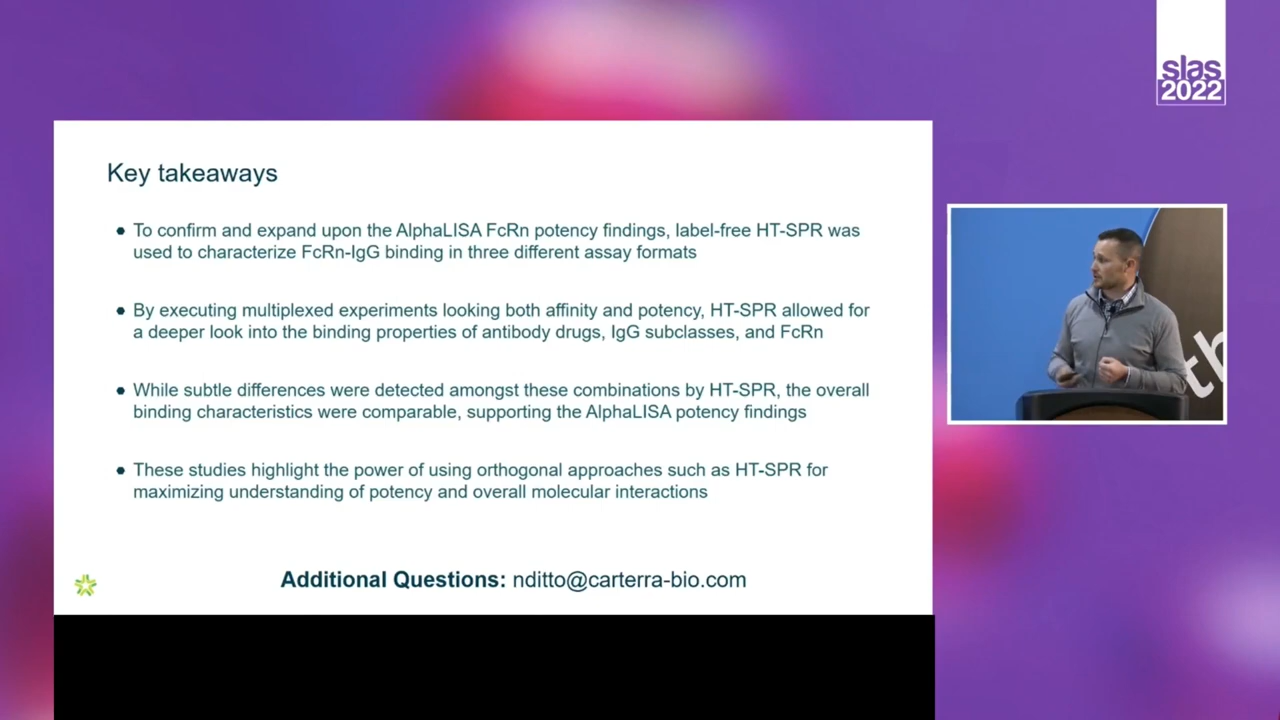 slas
2022
Key takeaways
To confirm and expand upon the AlphaLISA FcRn potency findings, label-free HT-SPR was
used to characterize FcRn-IgG binding in three different assay formats
By executing multiplexed experiments looking both affinity and potency, HT-SPR allowed for
a deeper look into the binding properties of antibody drugs, IgG subclasses, and FcRn
While subtle differences were detected amongst these combinations by HT-SPR, the overall
binding characteristics were comparable, supporting the AlphaLISA potency findings
These studies highlight the power of using orthogonal approaches such as HT-SPR for
maximizing understanding of potency and overall molecular interactions
Additional Questions: nditto@carterra-bio.com
th